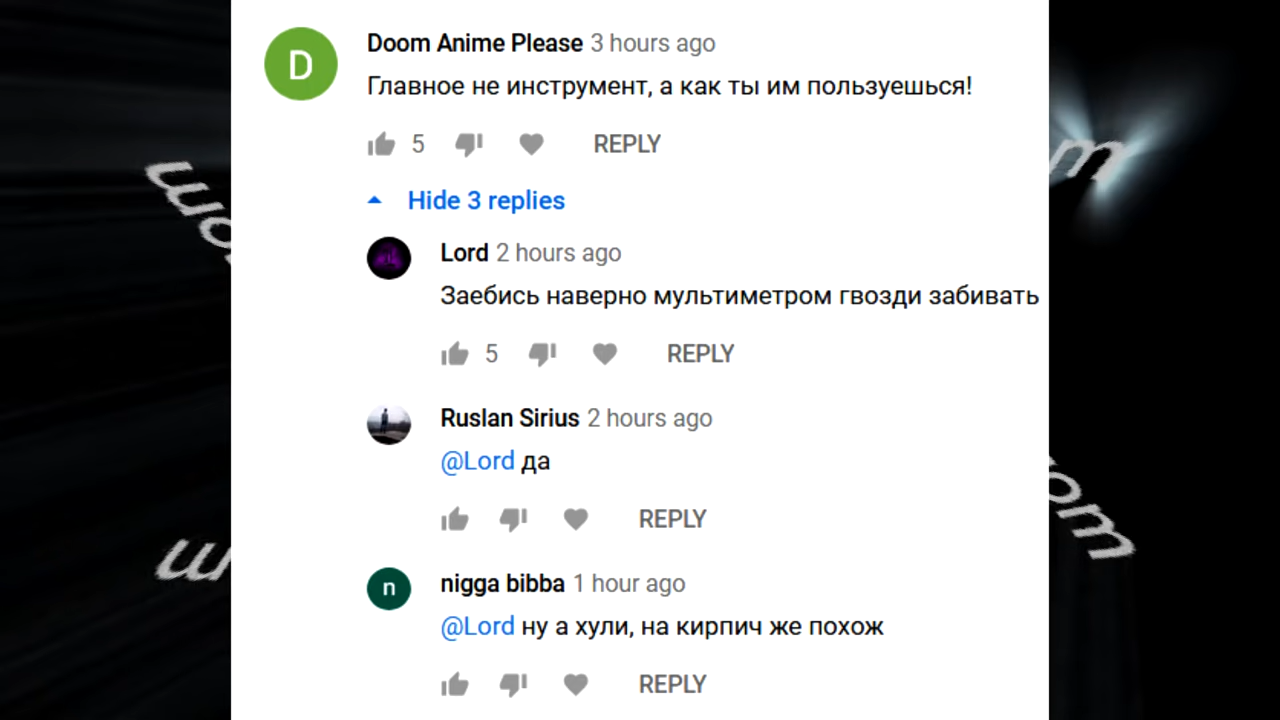 D
Doom Anime Please 3 hours ago
Главное не инструмент, а как ты им пользуешься!
5 REPLY
Hide 3 replies
Lord 2 hours ago
Заебись наверно мультиметром гвозди забивать
5 REPLY
Ruslan Sirius 2 hours ago
@Lord да
REPLY
n
nigga bibba 1 hour ago
@Lord ну а хули, на кирпич же похож
REPLY